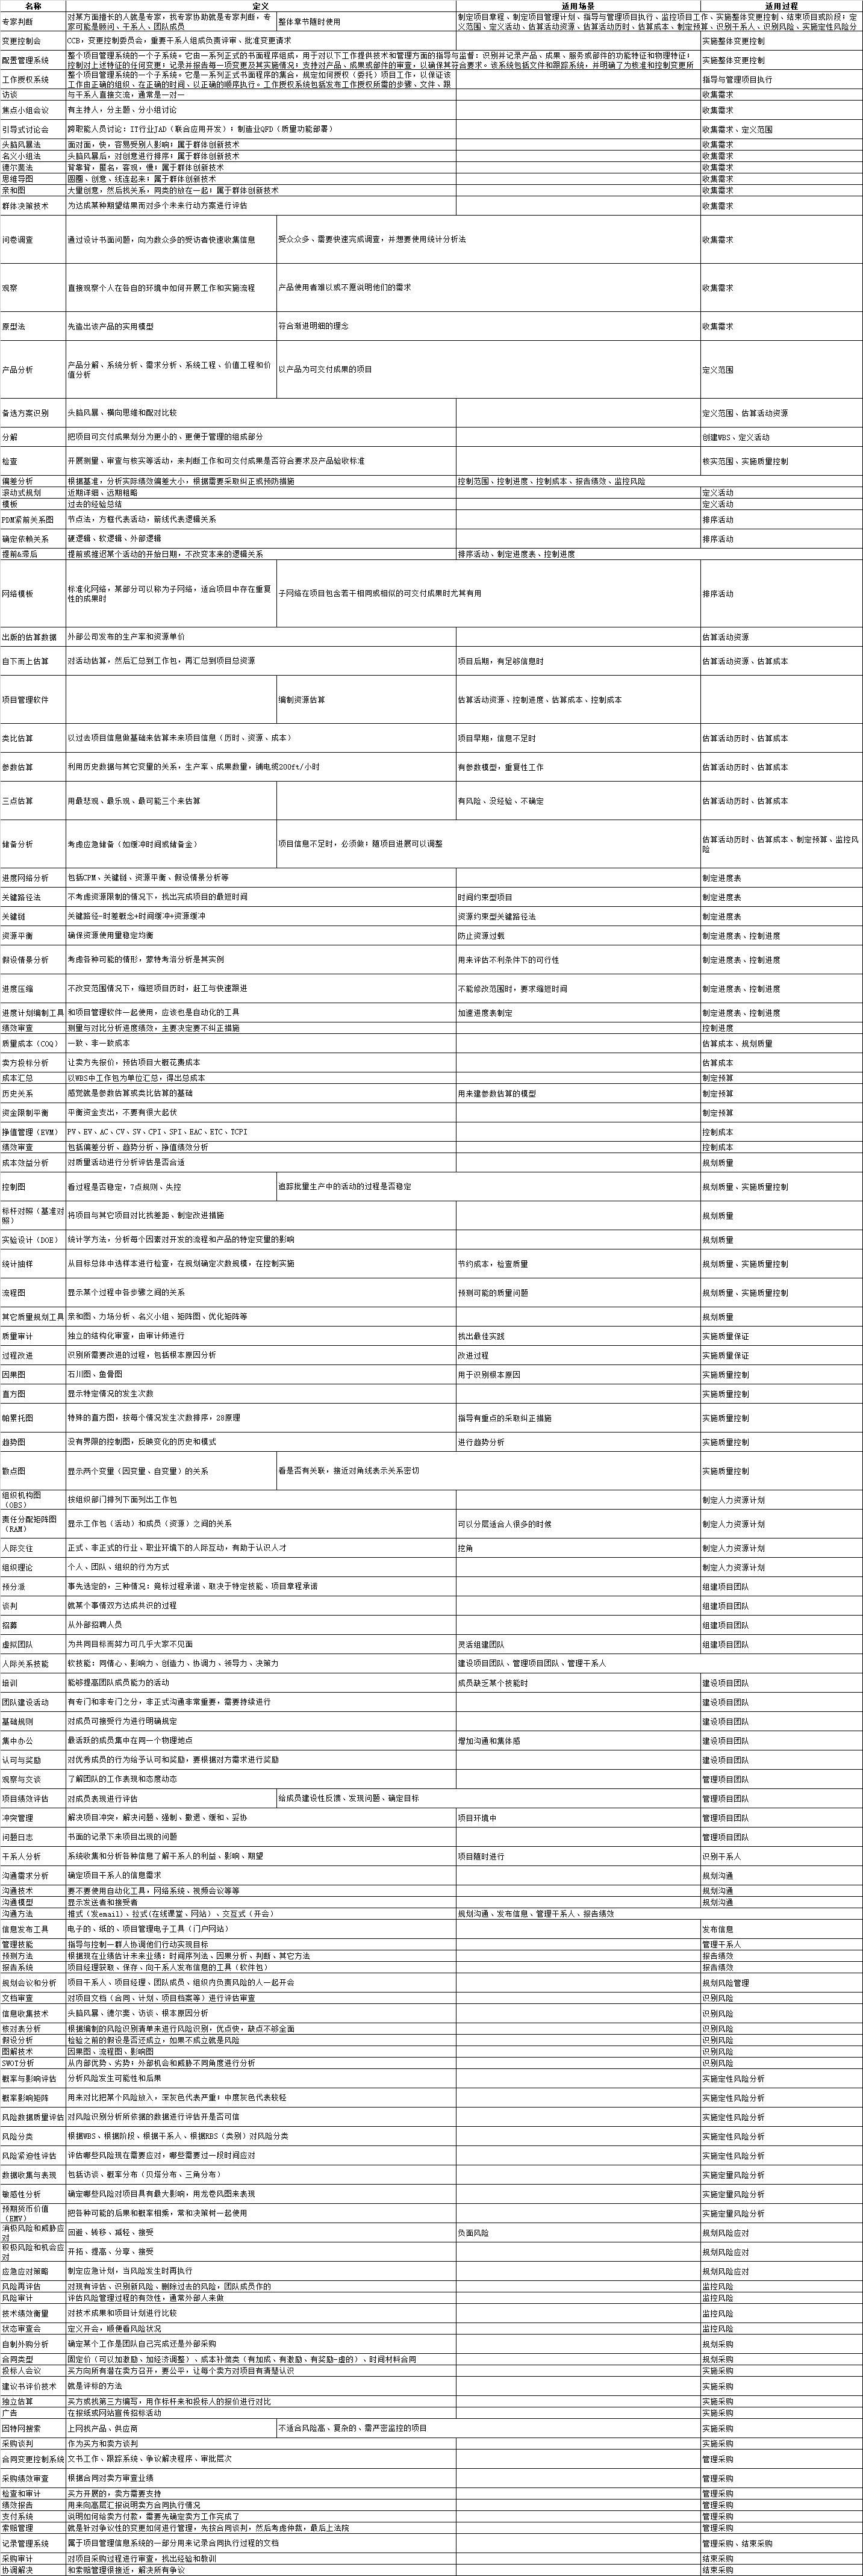 名称 定义 适用场景 适用过程
专家判断 对某方面擅长的人就是专家，找专家协助就是专家判断，专家可能是顾问、干系人、团队成员 整体章节随时使用 制定项目章程、制定项目管理计划、指导与管理项目执行、监控项目工作、实施整体变更控制、结束项目或阶段；定义范围、定义活动、估算活动资源、估算活动历时、估算成本、制定预算、识别干系人、识别风险、实施定性风险分
变更控制会 CCB，变更控制委员会，重要干系人组成负责评审、批准变更请求 实施整体变更控制
配置管理系统 整个项目管理系统的一个子系统。它由一系列正式的书面程序组成，用于对以下工作提供技术和管理方面的指导与监督：识别并记录产品、成果、服务或部件的功能特征和物理特征；控制对上述特征的任何变更；记录并报告每一项变更及其实施情况；支持对产品、成果或部件的审查，以确保其符合要求。该系统包括文件和跟踪系统，并明确了为核准和控制变更所 实施整体变更控制
工作授权系统 整个项目管理系统的一个子系统。它是一系列正式书面程序的集合，规定如何授权（委托）项目工作，以保证该工作由正确的组织、在正确的时间、以正确的顺序执行。工作授权系统包括发布工作授权所需的步骤、文件、跟 指导与管理项目执行
访谈 与干系人直接交流，通常是一对一 收集需求
焦点小组会议 有主持人，分主题、分小组讨论 收集需求
引导式讨论会 跨职能人员讨论：IT行业JAD（联合应用开发）；制造业QFD（质量功能部署） 收集需求、定义范围
头脑风暴法 面对面，快，容易受别人影响；属于群体创新技术 收集需求
名义小组法 头脑风暴后，对创意进行排序；属于群体创新技术 收集需求
德尔菲法 背靠背，匿名，客观，慢；属于群体创新技术 收集需求
思维导图 圆圈、创意、线连起来；属于群体创新技术 收集需求
亲和图 大量创意，然后找关系，同类的放在一起；属于群体创新技术 收集需求
群体决策技术 为达成某种期望结果而对多个未来行动方案进行评估 收集需求
问卷调查 通过设计书面问题，向为数众多的受访者快速收集信息 受众众多、需要快速完成调查，并想要使用统计分析法 收集需求
观察 直接观察个人在各自的环境中如何开展工作和实施流程 产品使用者难以或不愿说明他们的需求 收集需求
原型法 先造出该产品的实用模型 符合渐进明细的理念 收集需求
产品分析 产品分解、系统分析、需求分析、系统工程、价值工程和价值分析 以产品为可交付成果的项目 定义范围
备选方案识别 头脑风暴、横向思维和配对比较 定义范围、估算活动资源
分解 把项目可交付成果划分为更小的、更便于管理的组成部分 创建WBS、定义活动
检查 开展测量、审查与核实等活动，来判断工作和可交付成果是否符合要求及产品验收标准 核实范围、实施质量控制
偏差分析 根据基准，分析实际绩效偏差大小，根据需要采取纠正或预防措施 控制范围、控制进度、控制成本、报告绩效、监控风险
滚动式规划 近期详细、远期粗略 定义活动
模板 过去的经验总结 定义活动
PDM紧前关系图 节点法，方框代表活动，箭线代表逻辑关系 排序活动
确定依赖关系 硬逻辑、软逻辑、外部逻辑 排序活动
提前&滞后 提前或推迟某个活动的开始日期，不改变本来的逻辑关系 排序活动、制定进度表、控制进度
网络模板 标准化网络，某部分可以称为子网络，适合项目中存在重复性的成果时 子网络在项目包含若干相同或相似的可交付成果时尤其有用 排序活动
出版的估算数据 外部公司发布的生产率和资源单价 估算活动资源
自下而上估算 对活动估算，然后汇总到工作包，再汇总到项目总资源 项目后期，有足够信息时 估算活动资源、估算成本
项目管理软件 编制资源估算 估算活动资源、控制进度、估算成本、控制成本
类比估算 以过去项目信息做基础来估算未来项目信息（历时、资源、成本） 项目早期，信息不足时 估算活动历时、估算成本
参数估算 利用历史数据与其它变量的关系，生产率、成果数量，铺电缆200ft/小时 有参数模型，重复性工作 估算活动历时、估算成本
三点估算 用最悲观、最乐观、最可能三个来估算 有风险、没经验、不确定 估算活动历时、估算成本
储备分析 考虑应急储备（如缓冲时间或储备金） 项目信息不足时，必须做；随项目进展可以调整 估算活动历时、估算成本、制定预算、监控风险
进度网络分析 包括CPM、关键链、资源平衡、假设情景分析等 制定进度表
关键路径法 不考虑资源限制的情况下，找出完成项目的最短时间 时间约束型项目 制定进度表
关键链 关键路径-时差概念+时间缓冲+资源缓冲 资源约束型关键路径法 制定进度表
资源平衡 确保资源使用量稳定均衡 防止资源过载 制定进度表、控制进度
假设情景分析 考虑各种可能的情形，蒙特考洛分析是其实例 用来评估不利条件下的可行性 制定进度表、控制进度
进度压缩 不改变范围情况下，缩短项目历时，赶工与快速跟进 不能修改范围时，要求缩短时间 制定进度表、控制进度
进度计划编制工具 和项目管理软件一起使用，应该也是自动化的工具 加速进度表制定 制定进度表、控制进度
绩效审查 测量与对比分析进度绩效，主要决定要不纠正措施 控制进度
质量成本（COQ） 一致、非一致成本 估算成本、规划质量
卖方投标分析 让卖方先报价，预估项目大概花费成本 估算成本
成本汇总 以WBS中工作包为单位汇总，得出总成本 制定预算
历史关系 感觉就是参数估算或类比估算的基础 用来建参数估算的模型 制定预算
资金限制平衡 平衡资金支出，不要有很大起伏 制定预算
挣值管理（EVM） PV、EV、AC、CV、SV、CPI、SPI、EAC、ETC、TCPI 控制成本
绩效审查 包括偏差分析、趋势分析、挣值绩效分析 控制成本
成本效益分析 对质量活动进行分析评估是否合适 规划质量
控制图 看过程是否稳定，7点规则、失控 追踪批量生产中的活动的过程是否稳定 规划质量、实施质量控制
标杆对照（基准对照） 将项目与其它项目对比找差距、制定改进措施 规划质量
实验设计（DOE） 统计学方法，分析每个因素对开发的流程和产品的特定变量的影响 规划质量
统计抽样 从目标总体中选样本进行检查，在规划确定次数规模，在控制实施 节约成本，检查质量 规划质量、实施质量控制
流程图 显示某个过程中各步骤之间的关系 预测可能的质量问题 规划质量、实施质量控制
其它质量规划工具 亲和图、力场分析、名义小组、矩阵图、优化矩阵等 规划质量
质量审计 独立的结构化审查，由审计师进行 找出最佳实践 实施质量保证
过程改进 识别所需要改进的过程，包括根本原因分析 改进过程 实施质量保证
因果图 石川图、鱼骨图 用于识别根本原因 实施质量控制
直方图 显示特定情况的发生次数 实施质量控制
帕累托图 特殊的直方图，按每个情况发生次数排序，28原理 指导有重点的采取纠正措施 实施质量控制
趋势图 没有界限的控制图，反映变化的历史和模式 进行趋势分析 实施质量控制
散点图 显示两个变量（因变量、自变量）的关系 看是否有关联，接近对角线表示关系密切 实施质量控制
组织机构图（OBS） 按组织部门排列下面列出工作包 制定人力资源计划
责任分配矩阵图（RAM） 显示工作包（活动）和成员（资源）之间的关系 可以分层适合人很多的时候 制定人力资源计划
人际交往 正式、非正式的行业、职业环境下的人际互动，有助于认识人才 挖角 制定人力资源计划
组织理论 个人、团队、组织的行为方式 制定人力资源计划
预分派 事先选定的，三种情况：竞标过程承诺、取决于特定技能、项目章程承诺 组建项目团队
谈判 就某个事情双方达成共识的过程 组建项目团队
招募 从外部招聘人员 组建项目团队
虚拟团队 为共同目标而努力可几乎大家不见面 灵活组建团队 组建项目团队
人际关系技能 软技能：同情心、影响力、创造力、协调力、领导力、决策力 建设项目团队、管理项目团队、管理干系人
培训 能够提高团队成员能力的活动 成员缺乏某个技能时 建设项目团队
团队建设活动 有专门和非专门之分，非正式沟通非常重要，需要持续进行 建设项目团队
基础规则 对成员可接受行为进行明确规定 建设项目团队
集中办公 最活跃的成员集中在同一个物理地点 增加沟通和集体感 建设项目团队
认可与奖励 对优秀成员的行为给予认可和奖励，要根据对方需求进行奖励 建设项目团队
观察与交谈 了解团队的工作表现和态度动态 管理项目团队
项目绩效评估 对成员表现进行评估 给成员建设性反馈、发现问题、确定目标 管理项目团队
冲突管理 解决项目冲突，解决问题、强制、撤退、缓和、妥协 项目环境中 管理项目团队
问题日志 书面的记录下来项目出现的问题 管理项目团队
干系人分析 系统收集和分析各种信息了解干系人的利益、影响、期望 项目随时进行 识别干系人
沟通需求分析 确定项目干系人的信息需求 规划沟通
沟通技术 要不要使用自动化工具，网络系统、视频会议等等 规划沟通
沟通模型 显示发送者和接受者 规划沟通
沟通方法 推式（发email）、拉式(在线课堂、网站）、交互式（开会） 规划沟通、发布信息、管理干系人、报告绩效
信息发布工具 电子的、纸的、项目管理电子工具（门户网站） 发布信息
管理技能 指导与控制一群人协调他们行动实现目标 管理干系人
预测方法 根据现在业绩估计未来业绩：时间序列法、因果分析、判断、其它方法 报告绩效
报告系统 项目经理获取、保存、向干系人发布信息的工具（软件包） 报告绩效
规划会议和分析 项目干系人、项目经理、团队成员、组织内负责风险的人一起开会 规划风险管理
文档审查 对项目文档（合同、计划、项目档案等）进行评估审查 识别风险
信息收集技术 头脑风暴、德尔菲、访谈、根本原因分析 识别风险
核对表分析 根据编制的风险识别清单来进行风险识别，优点快，缺点不够全面 识别风险
假设分析 检验之前的假设是否还成立，如果不成立就是风险 识别风险
图解技术 因果图、流程图、影响图 识别风险
SWOT分析 从内部优势、劣势；外部机会和威胁不同角度进行分析 识别风险
概率与影响评估 分析风险发生可能性和后果 实施定性风险分析
概率影响矩阵 用来对比把某个风险放入，深灰色代表严重；中度灰色代表较轻 实施定性风险分析
风险数据质量评估 对风险识别分析所依据的数据进行评估开是否可信 实施定性风险分析
风险分类 根据WBS、根据阶段、根据干系人、根据RBS（类别）对风险分类 实施定性风险分析
风险紧迫性评估 评估哪些风险现在需要应对，哪些需要过一段时间应对 实施定性风险分析
数据收集与表现 包括访谈、概率分布（贝塔分布、三角分布） 实施定量风险分析
敏感性分析 确定哪些风险对项目具有最大影响，用龙卷风图来表现 实施定量风险分析
预期货币价值（EMV） 把各种可能的后果和概率相乘，常和决策树一起使用 实施定量风险分析
消极风险和威胁应对 回避、转移、减轻、接受 负面风险 规划风险应对
积极风险和机会应对 开拓、提高、分享、接受 规划风险应对
应急应对策略 制定应急计划，当风险发生时再执行 规划风险应对
风险再评估 对现有评估、识别新风险、删除过去的风险，团队成员作的 监控风险
风险审计 评估风险管理过程的有效性，通常外部人来做 监控风险
技术绩效衡量 对技术成果和项目计划进行比较 监控风险
状态审查会 定义开会，顺便看风险状况 监控风险
自制外购分析 确定某个工作是团队自己完成还是外部采购 规划采购
合同类型 固定价（可以加激励、加经济调整）、成本补偿类（有加成、有激励、有奖励-虚的）、时间材料合同 规划采购
投标人会议 买方向所有潜在卖方召开，要公平，让每个卖方对项目有清楚认识 实施采购
建议书评价技术 就是评标的方法 实施采购
独立估算 买方或找第三方编写，用作标杆来和投标人的报价进行对比 实施采购
广告 在报纸或网站宣传招标活动 实施采购
因特网搜索 上网找产品、供应商 不适合风险高、复杂的、需严密监控的项目 实施采购
采购谈判 作为买方和卖方谈判 实施采购
合同变更控制系统 文书工作、跟踪系统、争议解决程序、审批层次 管理采购
采购绩效审查 根据合同对卖方审查业绩 管理采购
检查和审计 买方开展的，卖方需要支持 管理采购
绩效报告 用来向高层汇报说明卖方合同执行情况 管理采购
支付系统 说明如何给卖方付款，需要先确定卖方工作完成了 管理采购
索赔管理 就是针对争议性的变更如何进行管理，先按合同谈判，然后考虑仲裁，最后上法院 管理采购
记录管理系统 属于项目管理信息系统的一部分用来记录合同执行过程的文档 管理采购、结束采购
采购审计 对项目采购过程进行审查，找出经验和教训 结束采购
协调解决 和索赔管理很接近，解决所有争议 结束采购